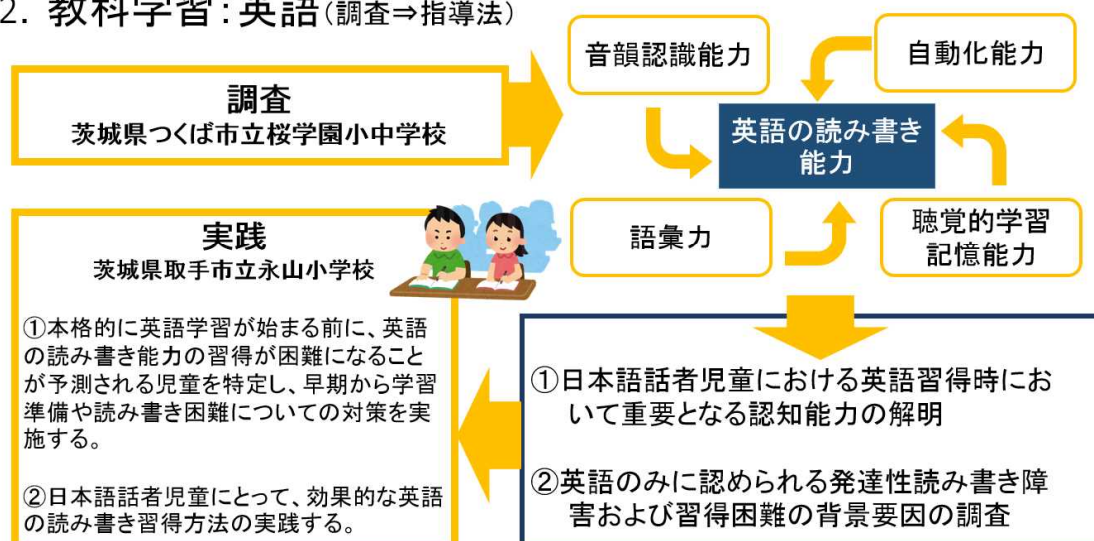 2. 教科学習:英語(調査⇒指導法)
調査
茨城県つくば市立桜学園小中学校
音韻認識能力
自動化能力
英語の読み書き
能力
語彙力
聴覚的学習
記憶能力
①日本語話者児童における英語習得時にお
いて重要となる認知能力の解明
②英語のみに認められる発達性読み書き障
害および習得困難の背景要因の調査
実践
茨城県取手市立永山小学校
①本格的に英語学習が始まる前に、英語
の読み書き能力の習得が困難になること
が予測される児童を特定し、早期から学習
準備や読み書き困難についての対策を実
施する。
②日本語話者児童にとって、効果的な英語
の読み書き習得方法の実践する。